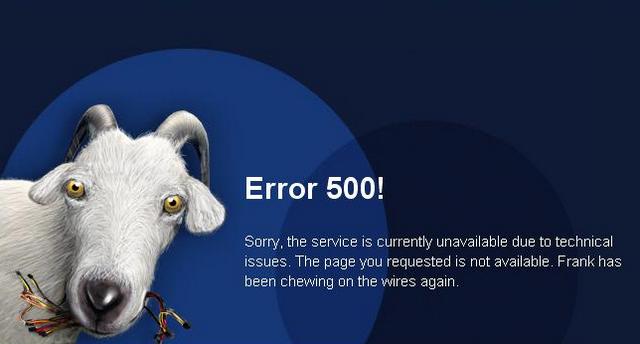 Error 500!
Sorry, the service is currently unavailable due to technical
issues. The page you requested is not available. Frank has
been chewing on the wires again.